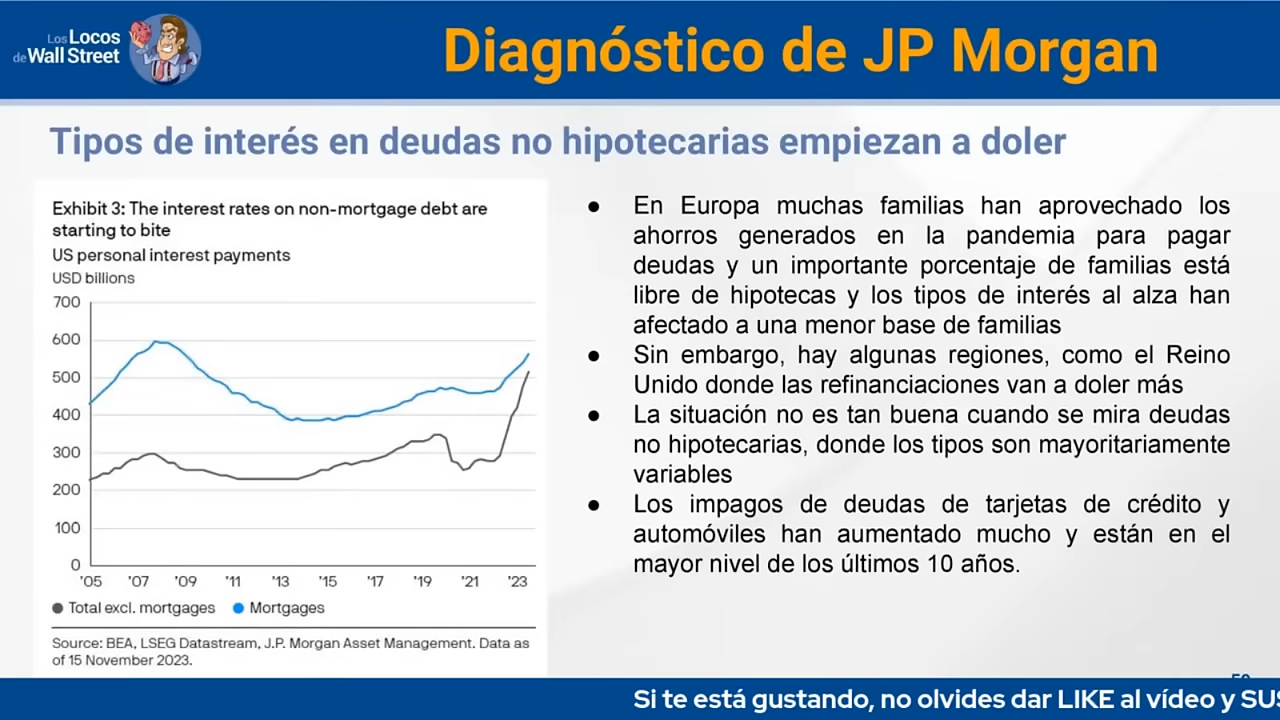 Los Locos
de Wall Street
Diagnóstico de JP Morgan
Tipos de interés en deudas no hipotecarias empiezan a doler
Exhibit 3: The interest rates on non-mortgage debt are
starting to bite
US personal interest payments
USD billions
700
600
500
400
300
200
100
0
'05 '07 '09 '11 '13 '15 '17 '19 '21 '23
● Total excl. mortgages ● Mortgages
Source: BEA, LSEG Datastream, J.P. Morgan Asset Management. Data as
of 15 November 2023.
● En Europa muchas familias han aprovechado los
ahorros generados en la pandemia para pagar
deudas y un importante porcentaje de familias está
libre de hipotecas y los tipos de interés al alza han
afectado a una menor base de familias
● Sin embargo, hay algunas regiones, como el Reino
Unido donde las refinanciaciones van a doler más
● La situación no es tan buena cuando se mira deudas
no hipotecarias, donde los tipos son mayoritariamente
variables
● Los impagos de deudas de tarjetas de crédito y
automóviles han aumentado mucho y están en el
mayor nivel de los últimos 10 años.
Si te está gustando, no olvides dar LIKE al vídeo y SUS